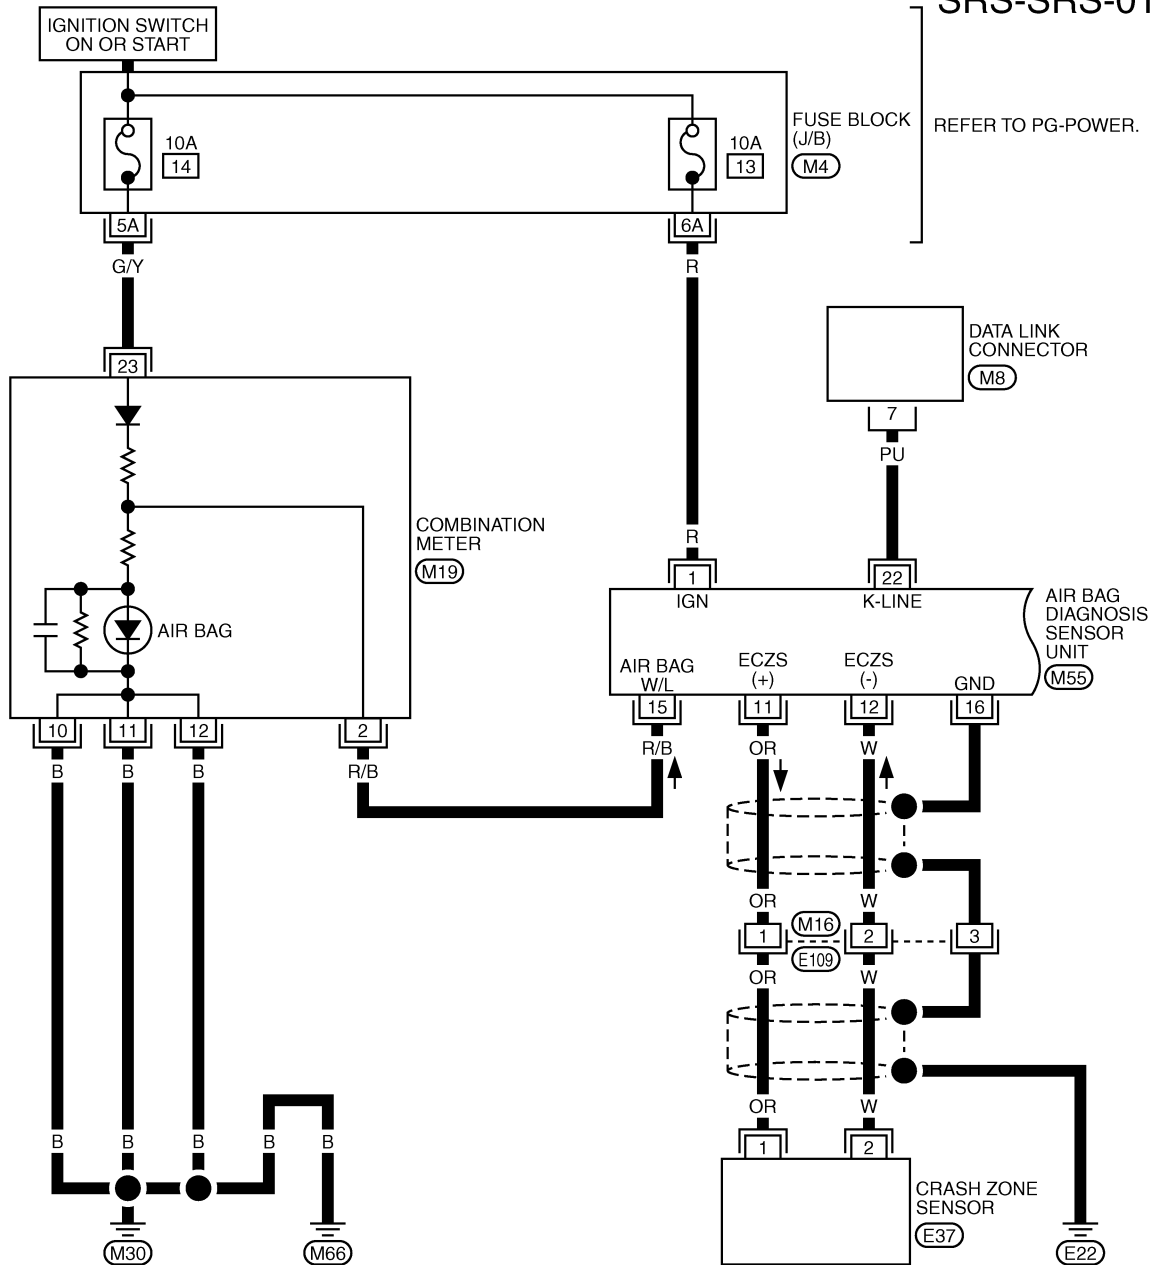 SRS-SRS-01
IGNITION SWITCH
ON OR START
FUSE BLOCK
(J/B)
M4
REFER TO PG-POWER.
10A
14
10A
13
5A
6A
G/Y
R
23
DATA LINK
CONNECTOR
M8
7
PU
COMBINATION
METER
M19
R
1
22
IGN
K-LINE
AIR BAG
DIAGNOSIS
SENSOR
UNIT
M55
AIR BAG
AIR BAG
W/L
ECZS
(+)
ECZS
(-)
GND
10
11
12
2
15
11
12
16
B
B
B
R/B
R/B
OR
W
OR
W
1
M16
2
3
E109
OR
W
OR
W
B
B
B
B
B
1
2
CRASH ZONE
SENSOR
E37
M30
M66
E22